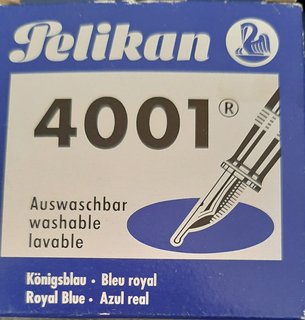 Pelikan
4001®
Auswaschbar
washable
lavable
Königsblau · Bleu royal
Royal Blue · Azul real